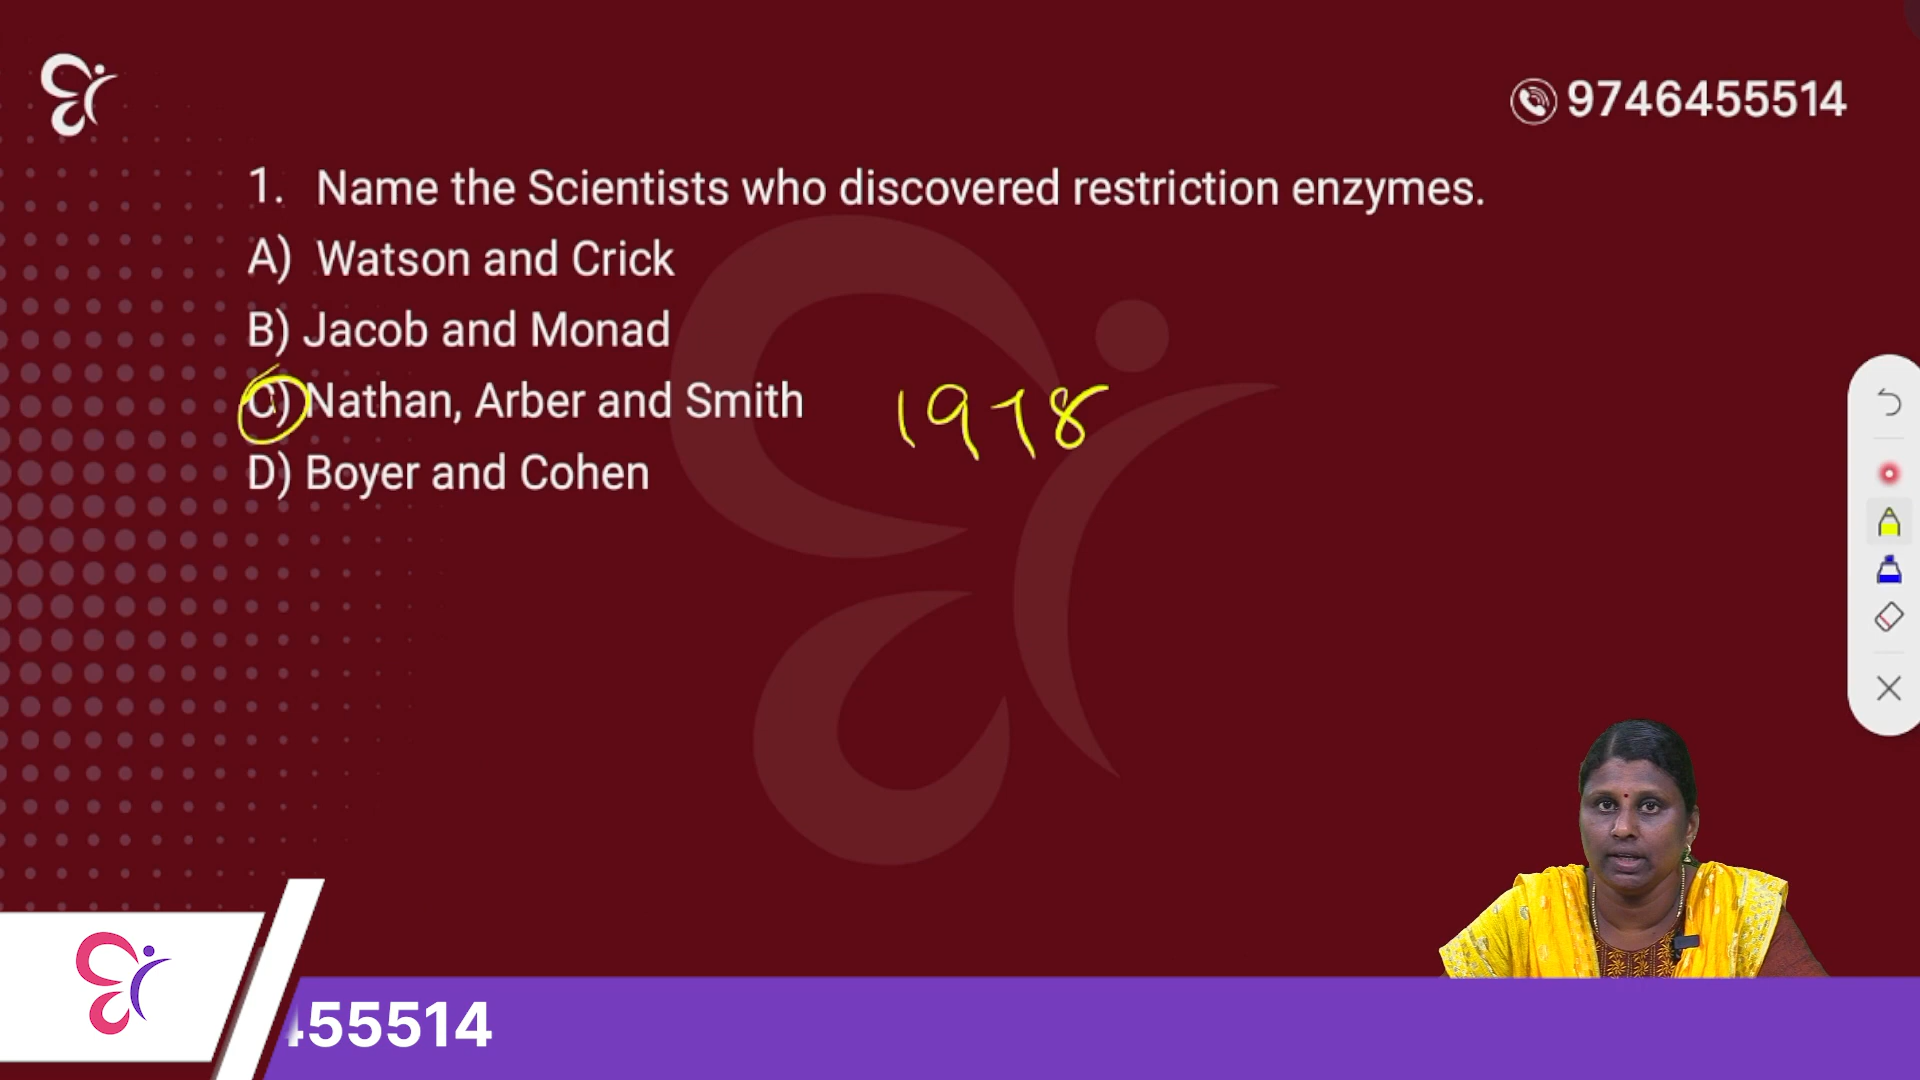 9746455514
1. Name the Scientists who discovered restriction enzymes.
A) Watson and Crick
B) Jacob and Monad
C) Nathan, Arber and Smith 1978
D) Boyer and Cohen
55514